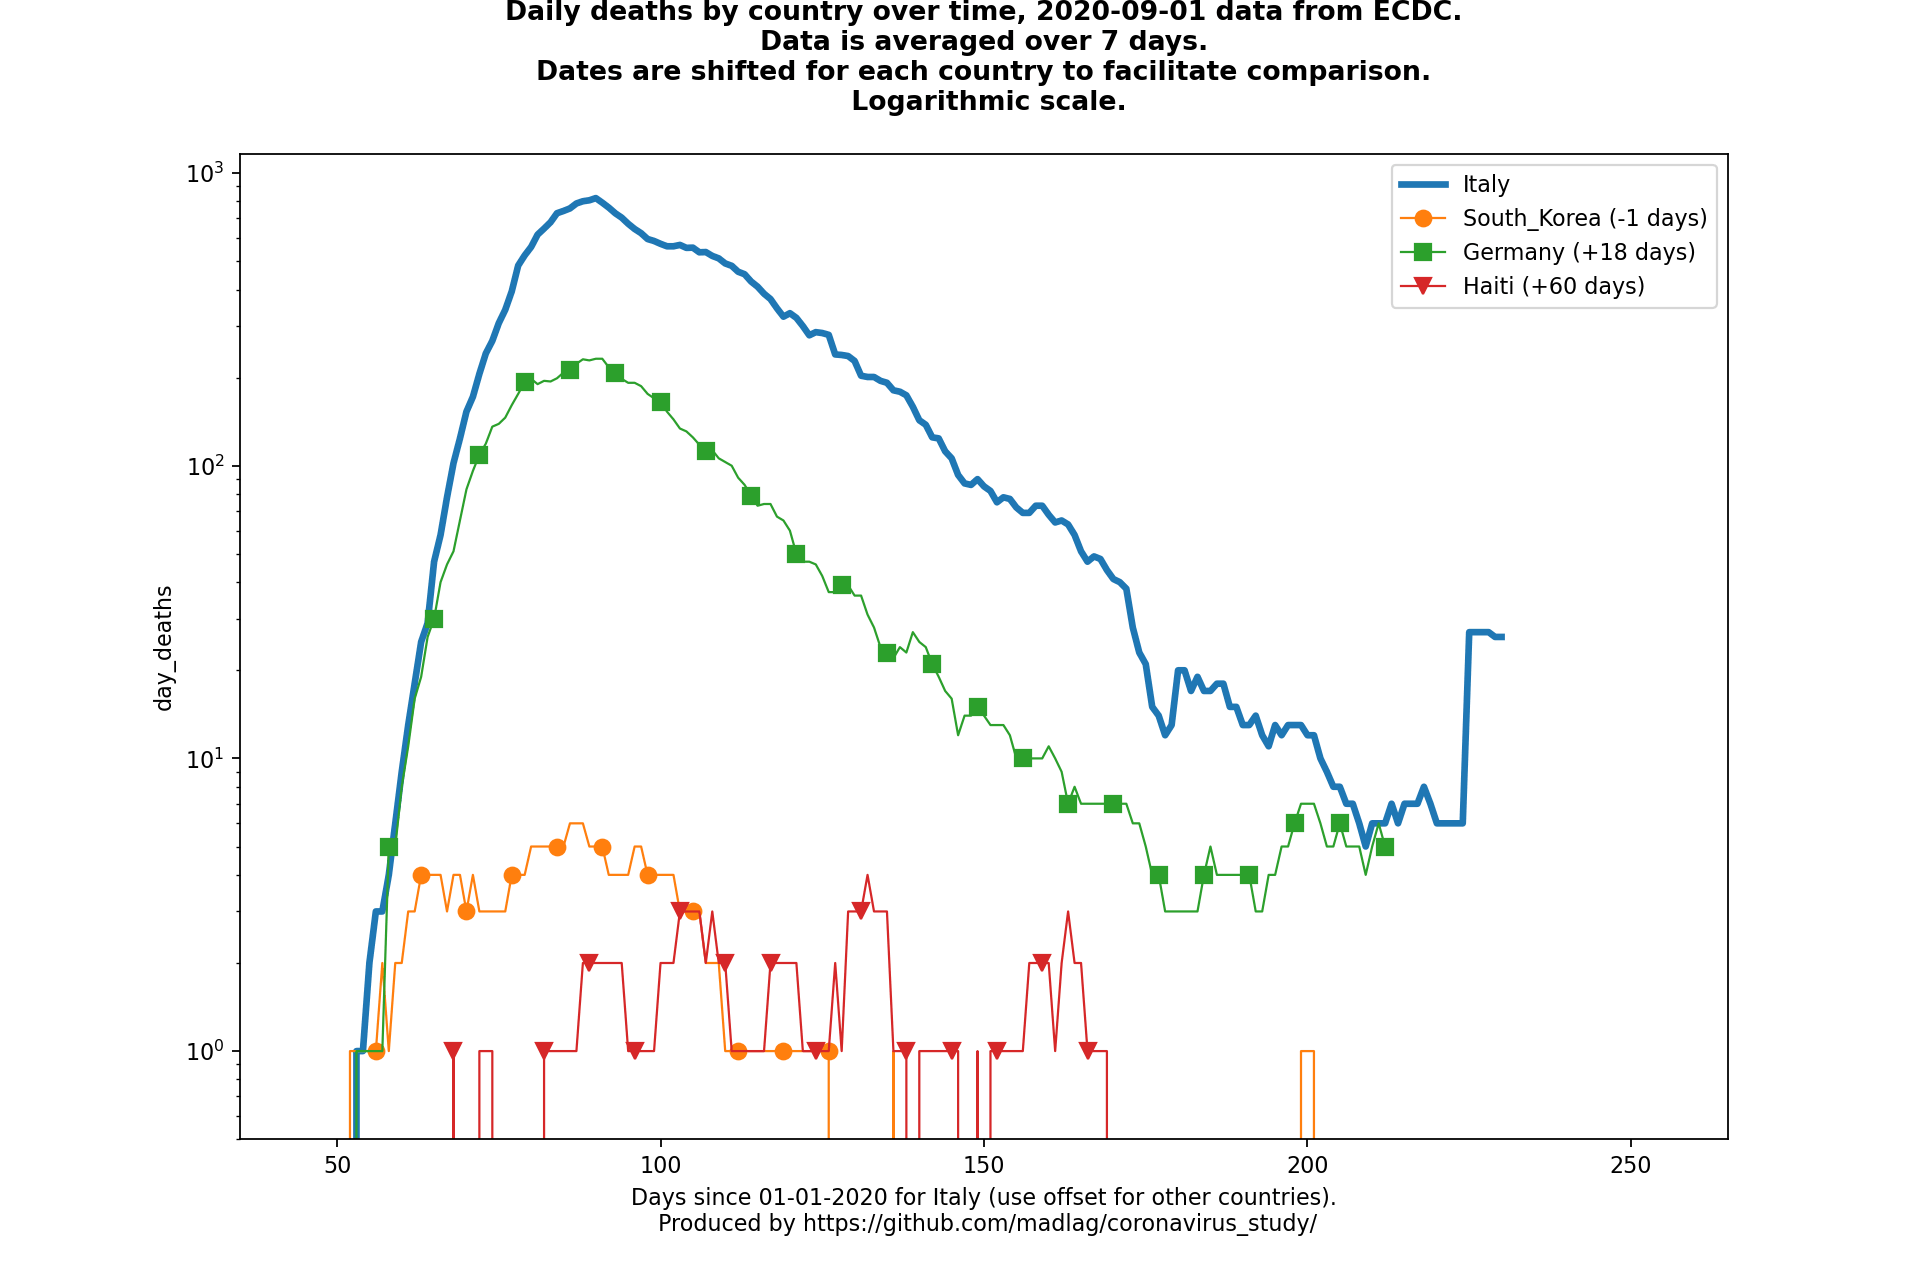 Daily deaths by country over time, 2020-09-01 data from ECDC.
Data is averaged over 7 days.
Dates are shifted for each country to facilitate comparison.
Logarithmic scale.
10³
10²
10¹
10⁰
day_deaths
Italy
South_Korea (-1 days)
Germany (+18 days)
Haiti (+60 days)
50 100 150 200 250
Days since 01-01-2020 for Italy (use offset for other countries).
Produced by https://github.com/madlag/coronavirus_study/